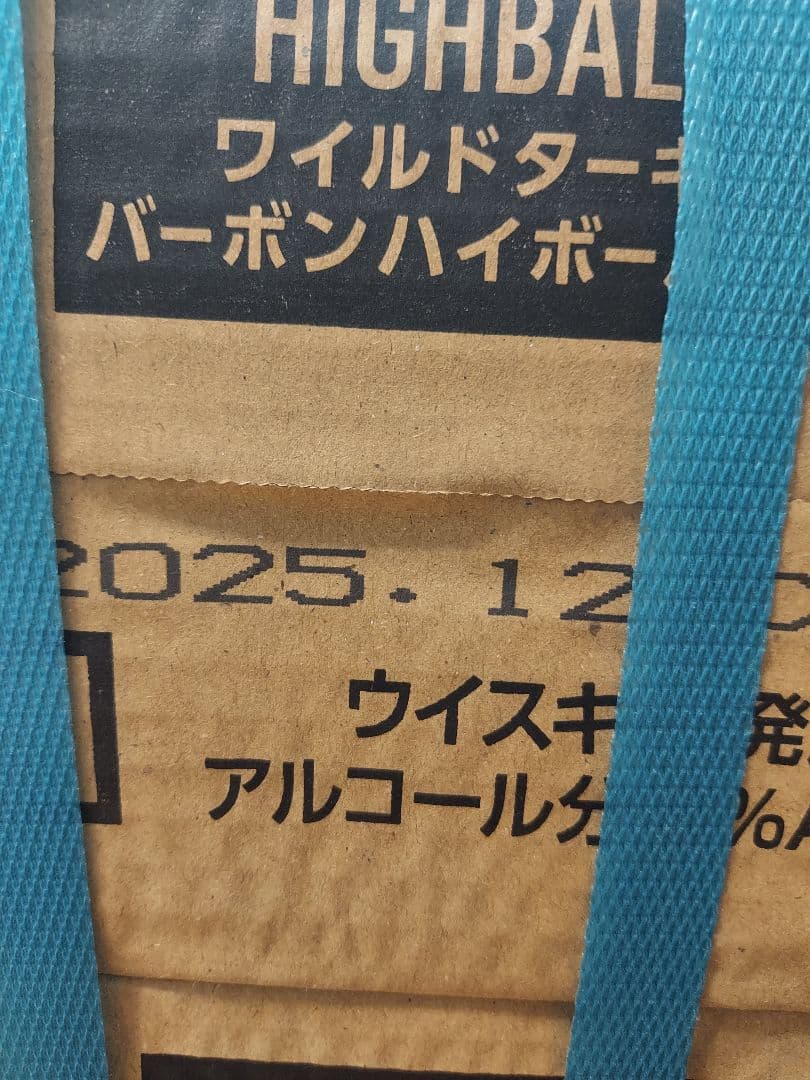 HIGHBAL
ワイルドター
バーボンハイボー
2025. 12
ウイスキ 発
アルコール分 %